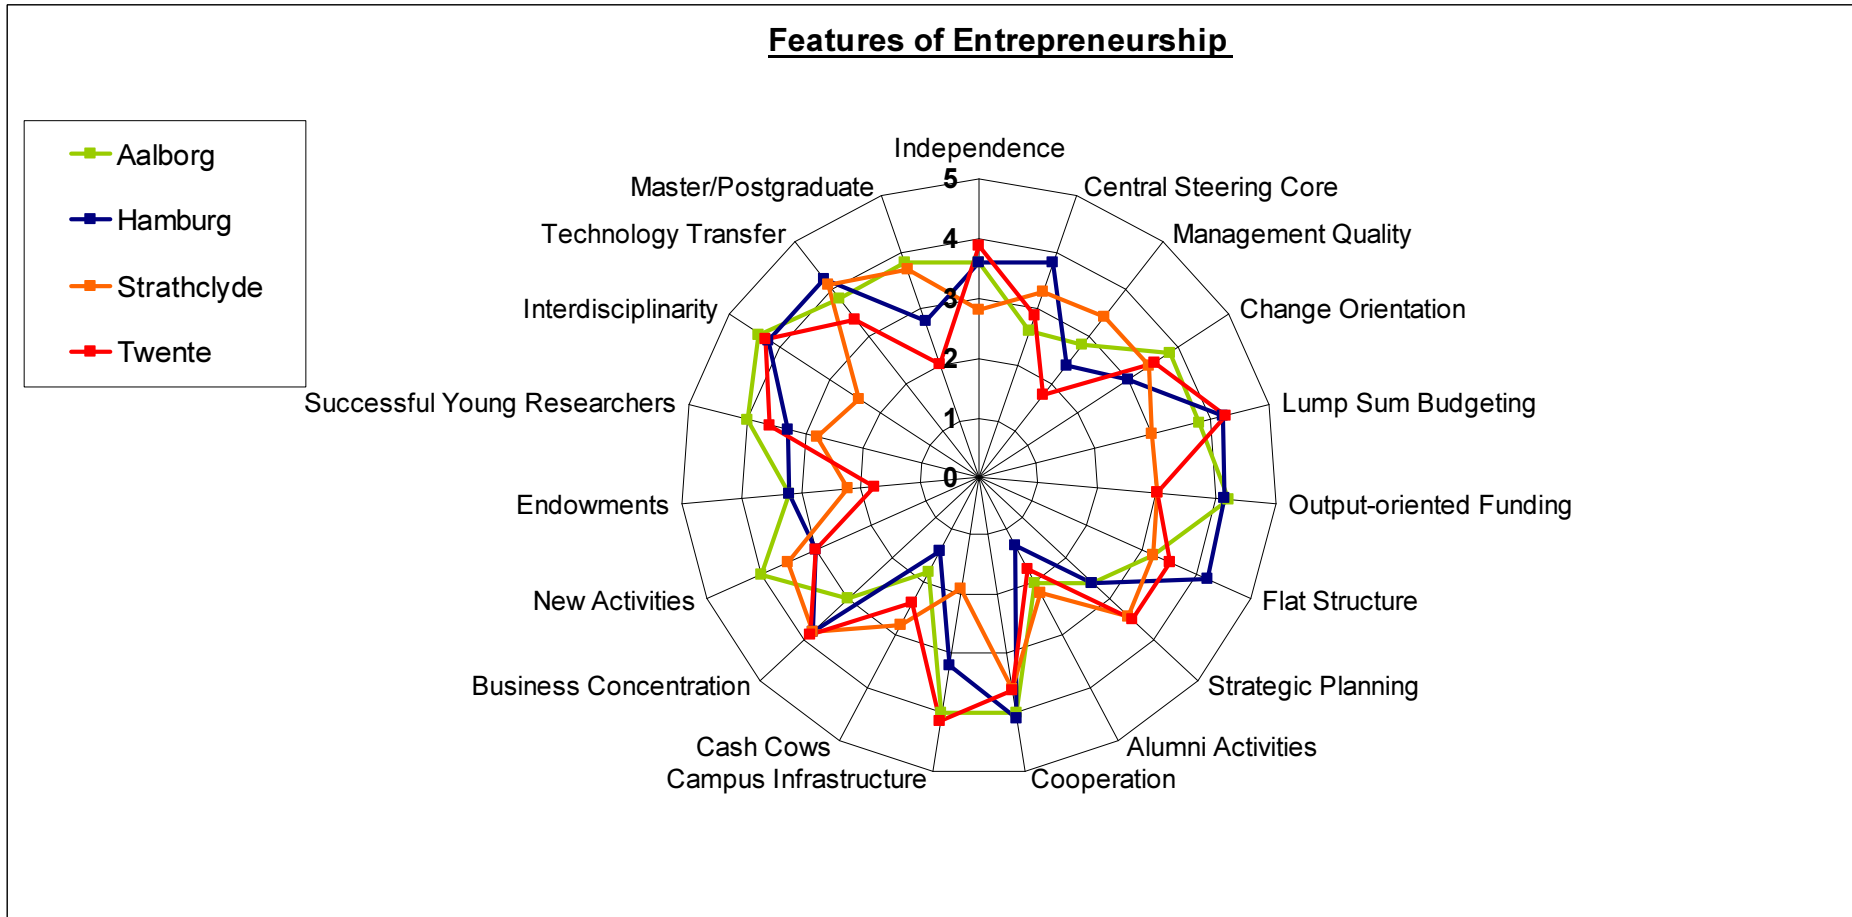 Features of Entrepreneurship
Aalborg
Hamburg
Strathclyde
Twente
Independence
Central Steering Core
Management Quality
Change Orientation
Lump Sum Budgeting
Output-oriented Funding
Flat Structure
Strategic Planning
Alumni Activities
Cooperation
Campus Infrastructure
Cash Cows
Business Concentration
New Activities
Endowments
Successful Young Researchers
Interdisciplinarity
Technology Transfer
Master/Postgraduate
5
4
3
2
1
0